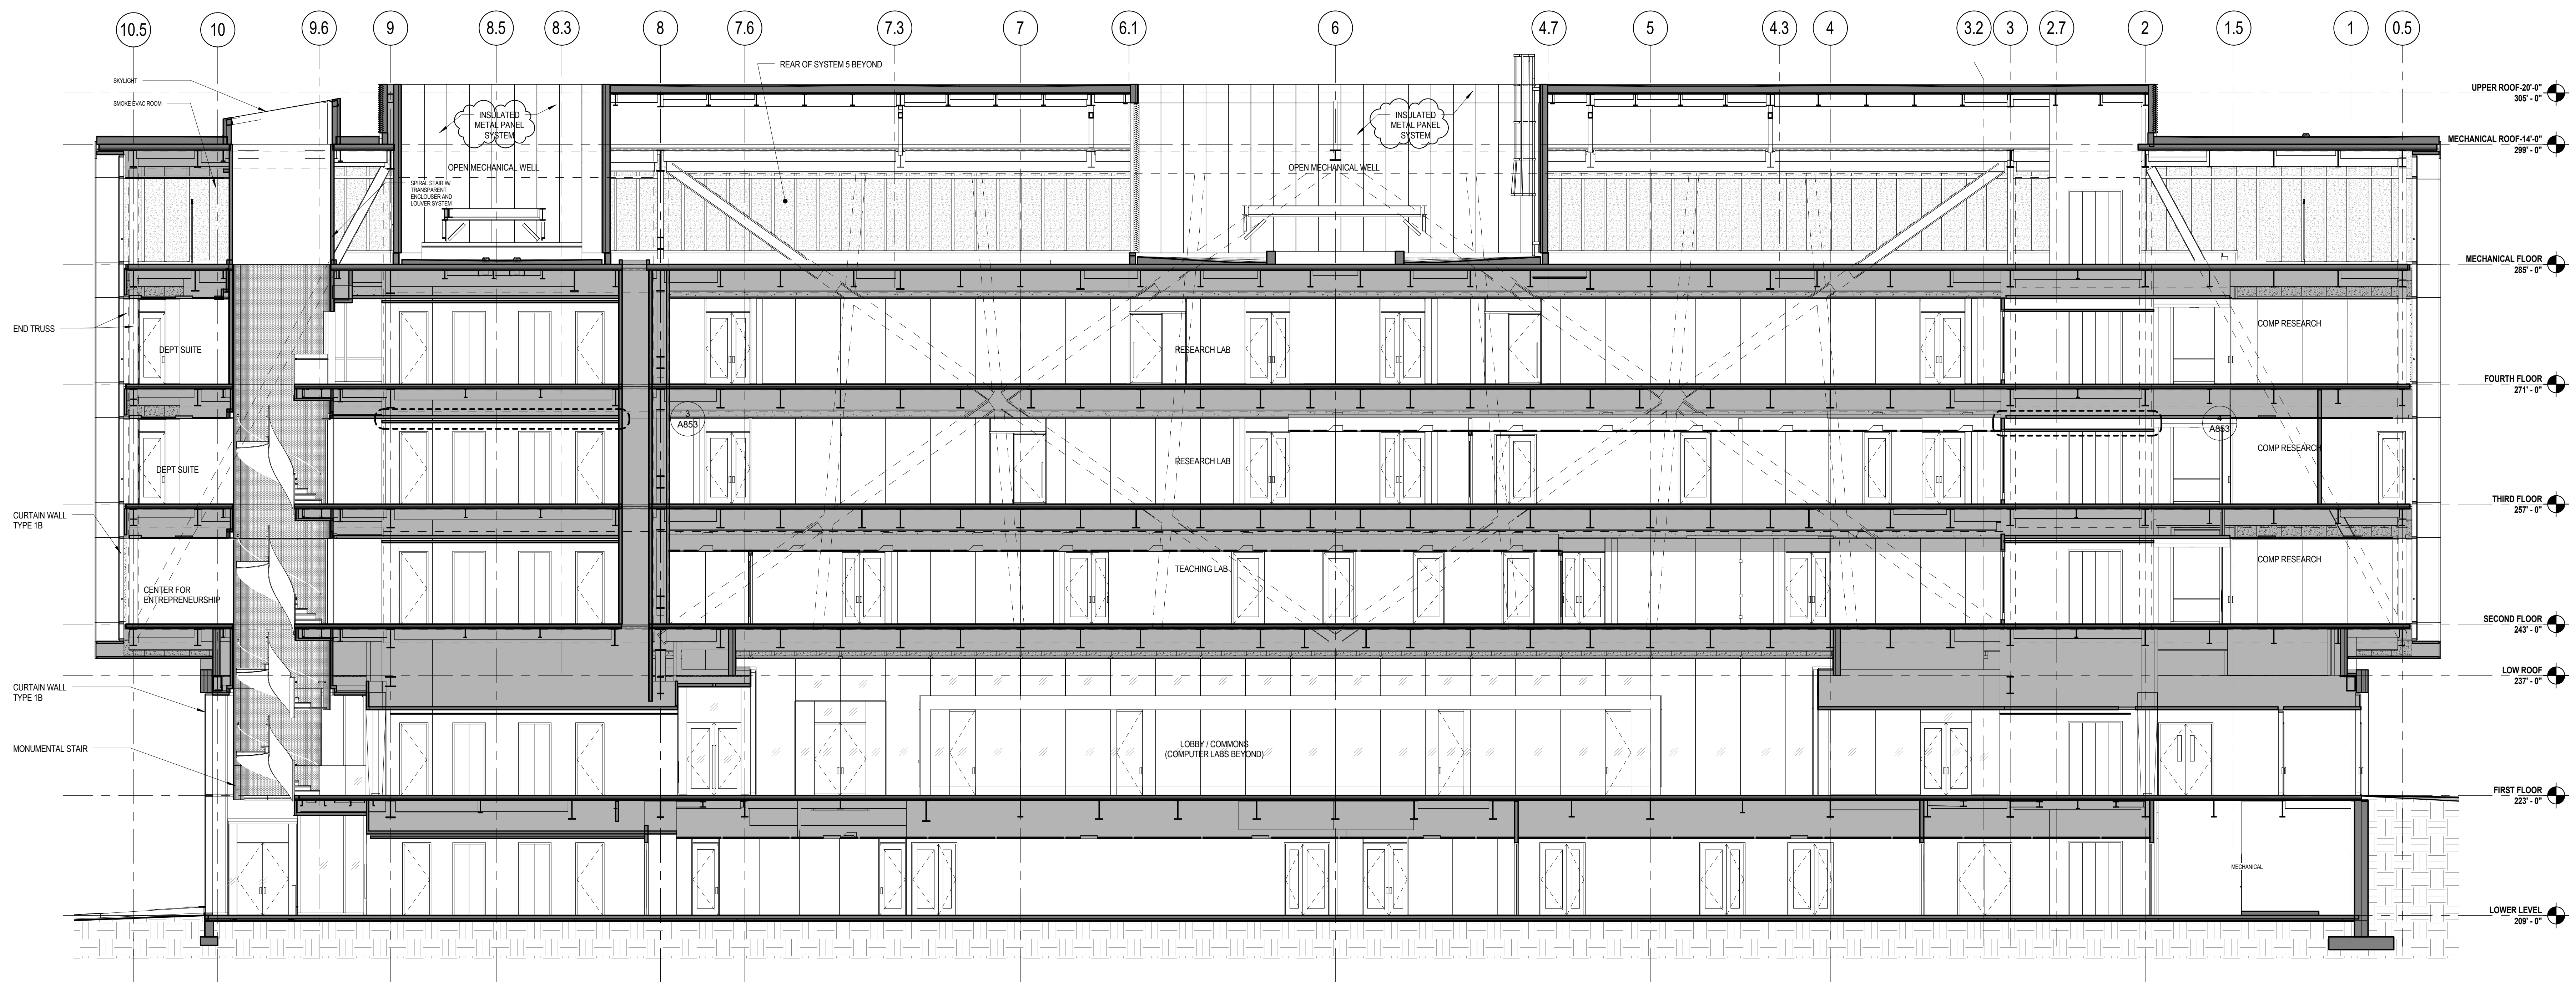 10.5 10 9.6 9 8.5 8.3 8 7.6 7.3 7 6.1 6 4.7 5 4.3 4 3.2 3 2.7 2 1.5 1 0.5
REAR OF SYSTEM 5 BEYOND
SKYLIGHT
SMOKE EVAC ROOM
UPPER ROOF-20'-0"
305' - 0"
INSULATED
METAL PANEL
SYSTEM
INSULATED
METAL PANEL
SYSTEM
MECHANICAL ROOF-14'-0"
299' - 0"
OPEN MECHANICAL WELL
OPEN MECHANICAL WELL
SPIRAL STAIR W/
TRANSPARENT
ENCLOUSER AND
LOUVER SYSTEM
MECHANICAL FLOOR
285' - 0"
END TRUSS
DEPT SUITE
RESEARCH LAB
COMP RESEARCH
FOURTH FLOOR
271' - 0"
3
A853
4
A853
DEPT SUITE
RESEARCH LAB
COMP RESEARCH
THIRD FLOOR
257' - 0"
CURTAIN WALL
TYPE 1B
TEACHING LAB
COMP RESEARCH
CENTER FOR
ENTREPRENEURSHIP
SECOND FLOOR
243' - 0"
LOW ROOF
237' - 0"
CURTAIN WALL
TYPE 1B
MONUMENTAL STAIR
LOBBY / COMMONS
(COMPUTER LABS BEYOND)
FIRST FLOOR
223' - 0"
MECHANICAL
LOWER LEVEL
209' - 0"